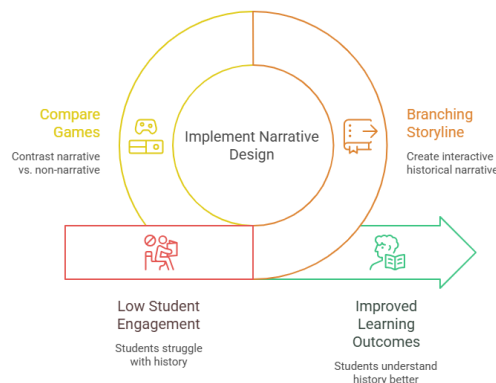 Compare
Games
Contrast narrative
vs. non-narrative
Implement Narrative
Design
Branching
Storyline
Create interactive
historical narrative
Low Student
Engagement
Students struggle
with history
Improved
Learning
Outcomes
Students understand
history better